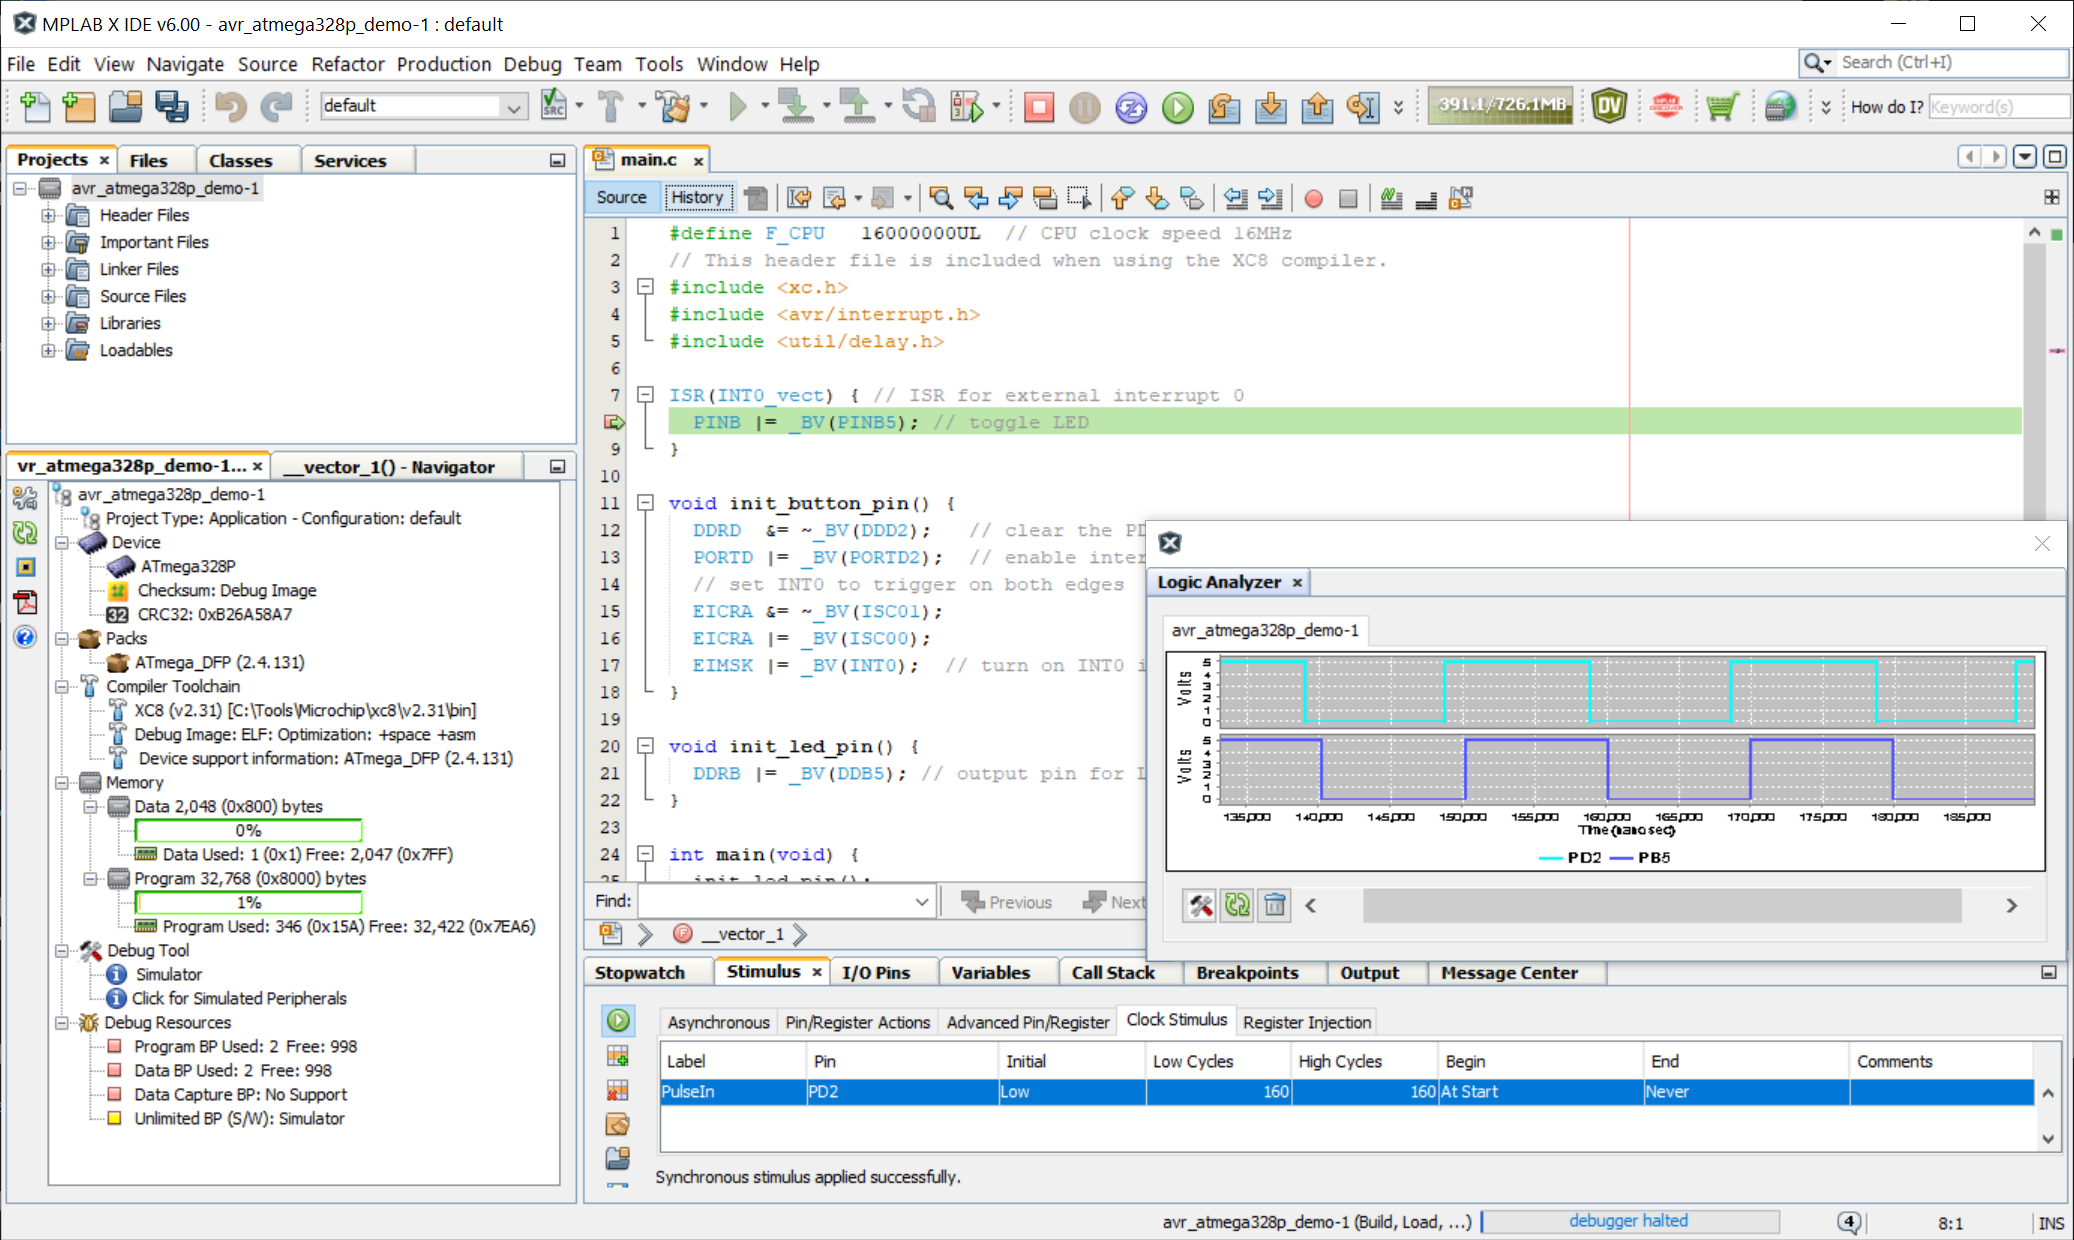 MPLAB X IDE v6.00 - avr_atmega328p_demo-1 : default
File Edit View Navigate Source Refactor Production Debug Team Tools Window Help
Search (Ctrl+I)
default
391.1/726.1MB
How do I? Keyword(s)
Projects Files Classes Services
avr_atmega328p_demo-1
Header Files
Important Files
Linker Files
Source Files
Libraries
Loadables
vr_atmega328p_demo-1... __vector_1() - Navigator
avr_atmega328p_demo-1
Project Type: Application - Configuration: default
Device
ATmega328P
Checksum: Debug Image
CRC32: 0xB26A58A7
Packs
ATmega_DFP (2.4.131)
Compiler Toolchain
XC8 (v2.31) [C:\Tools\Microchip\xc8\v2.31\bin]
Debug Image: ELF: Optimization: +space +asm
Device support information: ATmega_DFP (2.4.131)
Memory
Data 2,048 (0x800) bytes
0%
Data Used: 1 (0x1) Free: 2,047 (0x7FF)
Program 32,768 (0x8000) bytes
1%
Program Used: 346 (0x15A) Free: 32,422 (0x7EA6)
Debug Tool
Simulator
Click for Simulated Peripherals
Debug Resources
Program BP Used: 2 Free: 998
Data BP Used: 2 Free: 998
Data Capture BP: No Support
Unlimited BP (S/W): Simulator
main.c
Source History
1 #define F_CPU 16000000UL // CPU clock speed 16MHz
2 // This header file is included when using the XC8 compiler.
3 #include <xc.h>
4 #include <avr/interrupt.h>
5 #include <util/delay.h>
6
7 ISR(INT0_vect) { // ISR for external interrupt 0
PINB |= _BV(PINB5); // toggle LED
9 }
10
11 void init_button_pin() {
12 DDRD &= ~_BV(DDD2); // clear the PD
13 PORTD |= _BV(PORTD2); // enable inter
14 // set INT0 to trigger on both edges
15 EICRA &= ~_BV(ISC01);
16 EICRA |= _BV(ISC00);
17 EIMSK |= _BV(INT0); // turn on INT0 i
18 }
19
20 void init_led_pin() {
21 DDRB |= _BV(DDB5); // output pin for L
22 }
23
24 int main(void) {
25 init_led_pin();
Find: Previous Next
__vector_1
Logic Analyzer
avr_atmega328p_demo-1
Volts
5
4
3
2
1
0
Volts
5
4
3
2
1
0
135,000 140,000 145,000 150,000 155,000 160,000 165,000 170,000 175,000 180,000 185,000
Time (nanosec)
PD2 PB5
Stopwatch Stimulus I/O Pins Variables Call Stack Breakpoints Output Message Center
Asynchronous Pin/Register Actions Advanced Pin/Register Clock Stimulus Register Injection
Label Pin Initial Low Cycles High Cycles Begin End Comments
PulseIn PD2 Low 160 160 At Start Never
Synchronous stimulus applied successfully.
avr_atmega328p_demo-1 (Build, Load, ...) debugger halted 4 8:1 INS